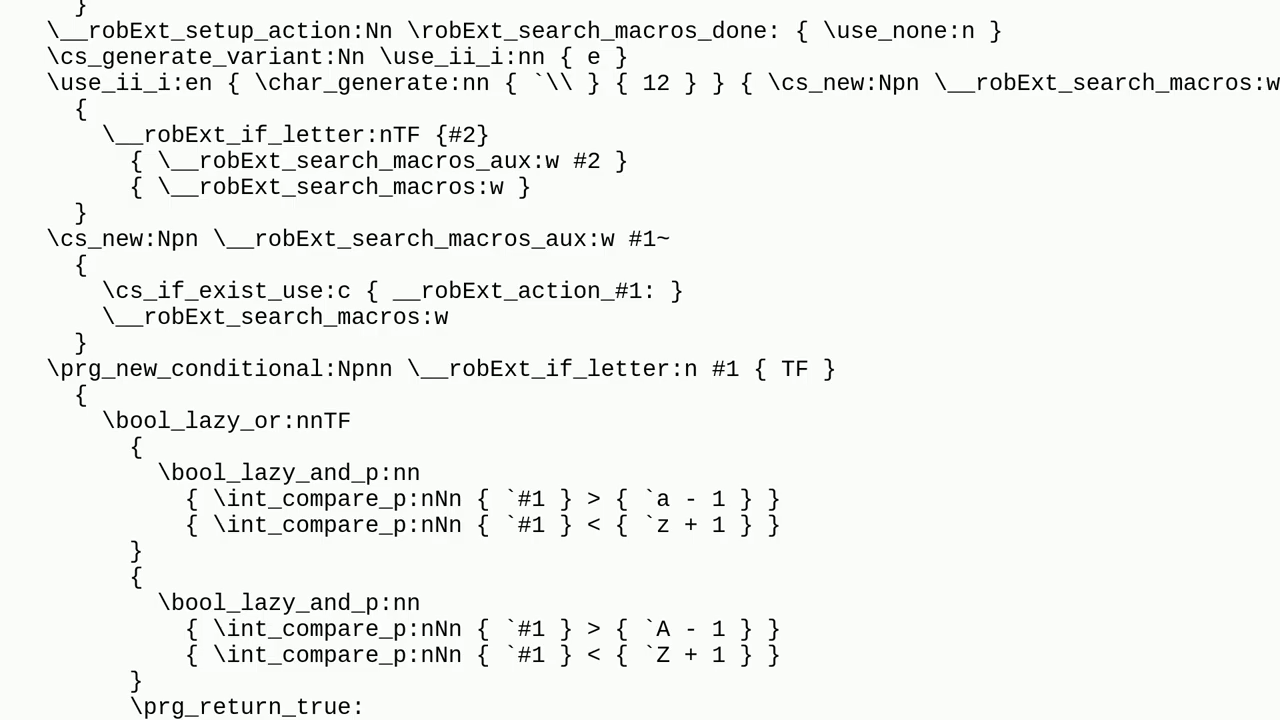 }
\__robExt_setup_action:Nn \robExt_search_macros_done: { \use_none:n }
\cs_generate_variant:Nn \use_ii_i:nn { e }
\use_ii_i:en { \char_generate:nn { `\\ } { 12 } } { \cs_new:Npn \__robExt_search_macros:w
{
\__robExt_if_letter:nTF {#2}
{ \__robExt_search_macros_aux:w #2 }
{ \__robExt_search_macros:w }
}
\cs_new:Npn \__robExt_search_macros_aux:w #1~
{
\cs_if_exist_use:c { __robExt_action_#1: }
\__robExt_search_macros:w
}
\prg_new_conditional:Npnn \__robExt_if_letter:n #1 { TF }
{
\bool_lazy_or:nnTF
{
\bool_lazy_and_p:nn
{ \int_compare_p:nNn { `#1 } > { `a - 1 } }
{ \int_compare_p:nNn { `#1 } < { `z + 1 } }
}
{
\bool_lazy_and_p:nn
{ \int_compare_p:nNn { `#1 } > { `A - 1 } }
{ \int_compare_p:nNn { `#1 } < { `Z + 1 } }
}
\prg_return_true: